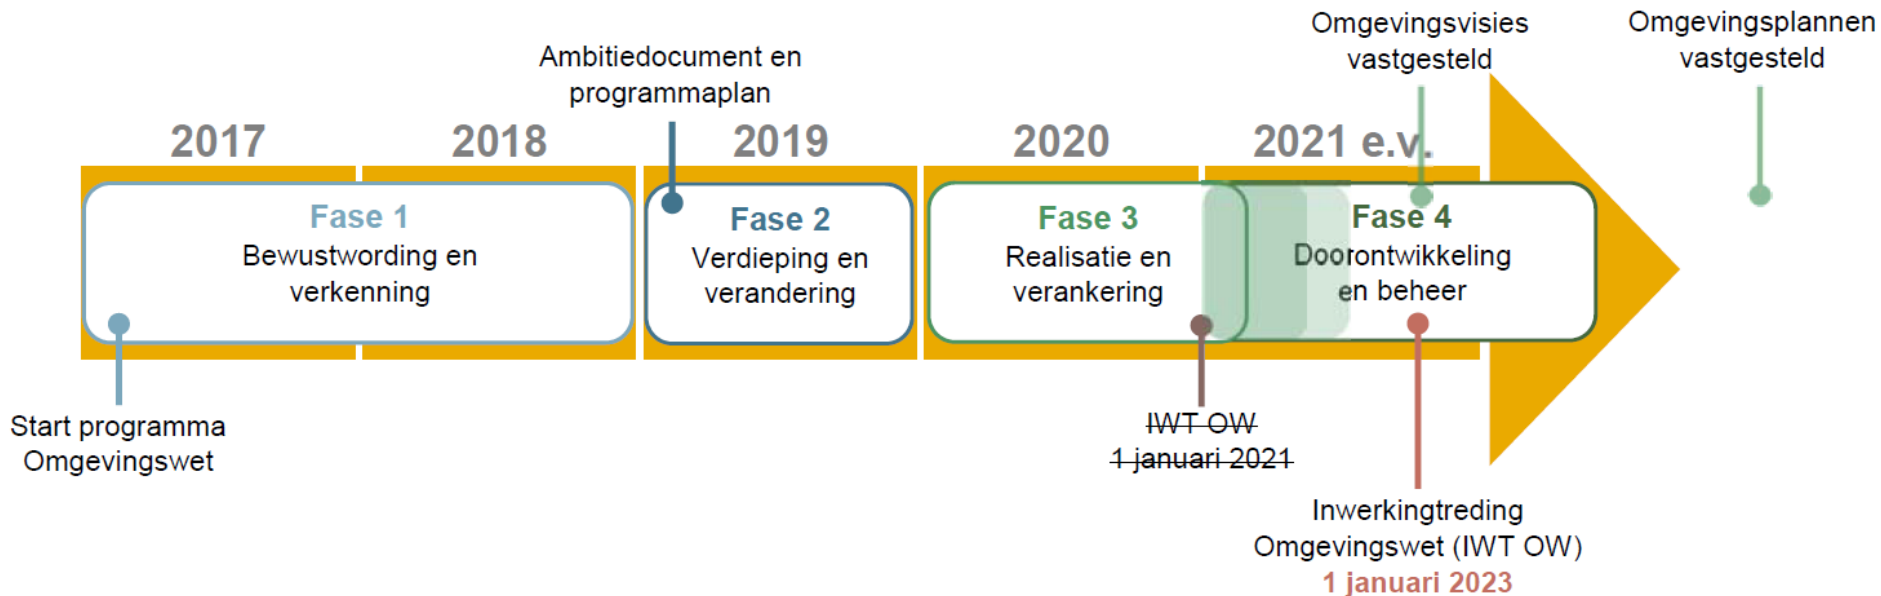 Omgevingsvisies
vastgesteld
Omgevingsplannen
vastgesteld
Ambitiedocument en
programmaplan
2017
2018
2019
2020
2021 e.v.
Fase 1
Bewustwording en
verkenning
Fase 2
Verdieping en
verandering
Fase 3
Realisatie en
verankering
Fase 4
Doorontwikkeling
en beheer
Start programma
Omgevingswet
IWT OW
1 januari 2021
Inwerkingtreding
Omgevingswet (IWT OW)
1 januari 2023